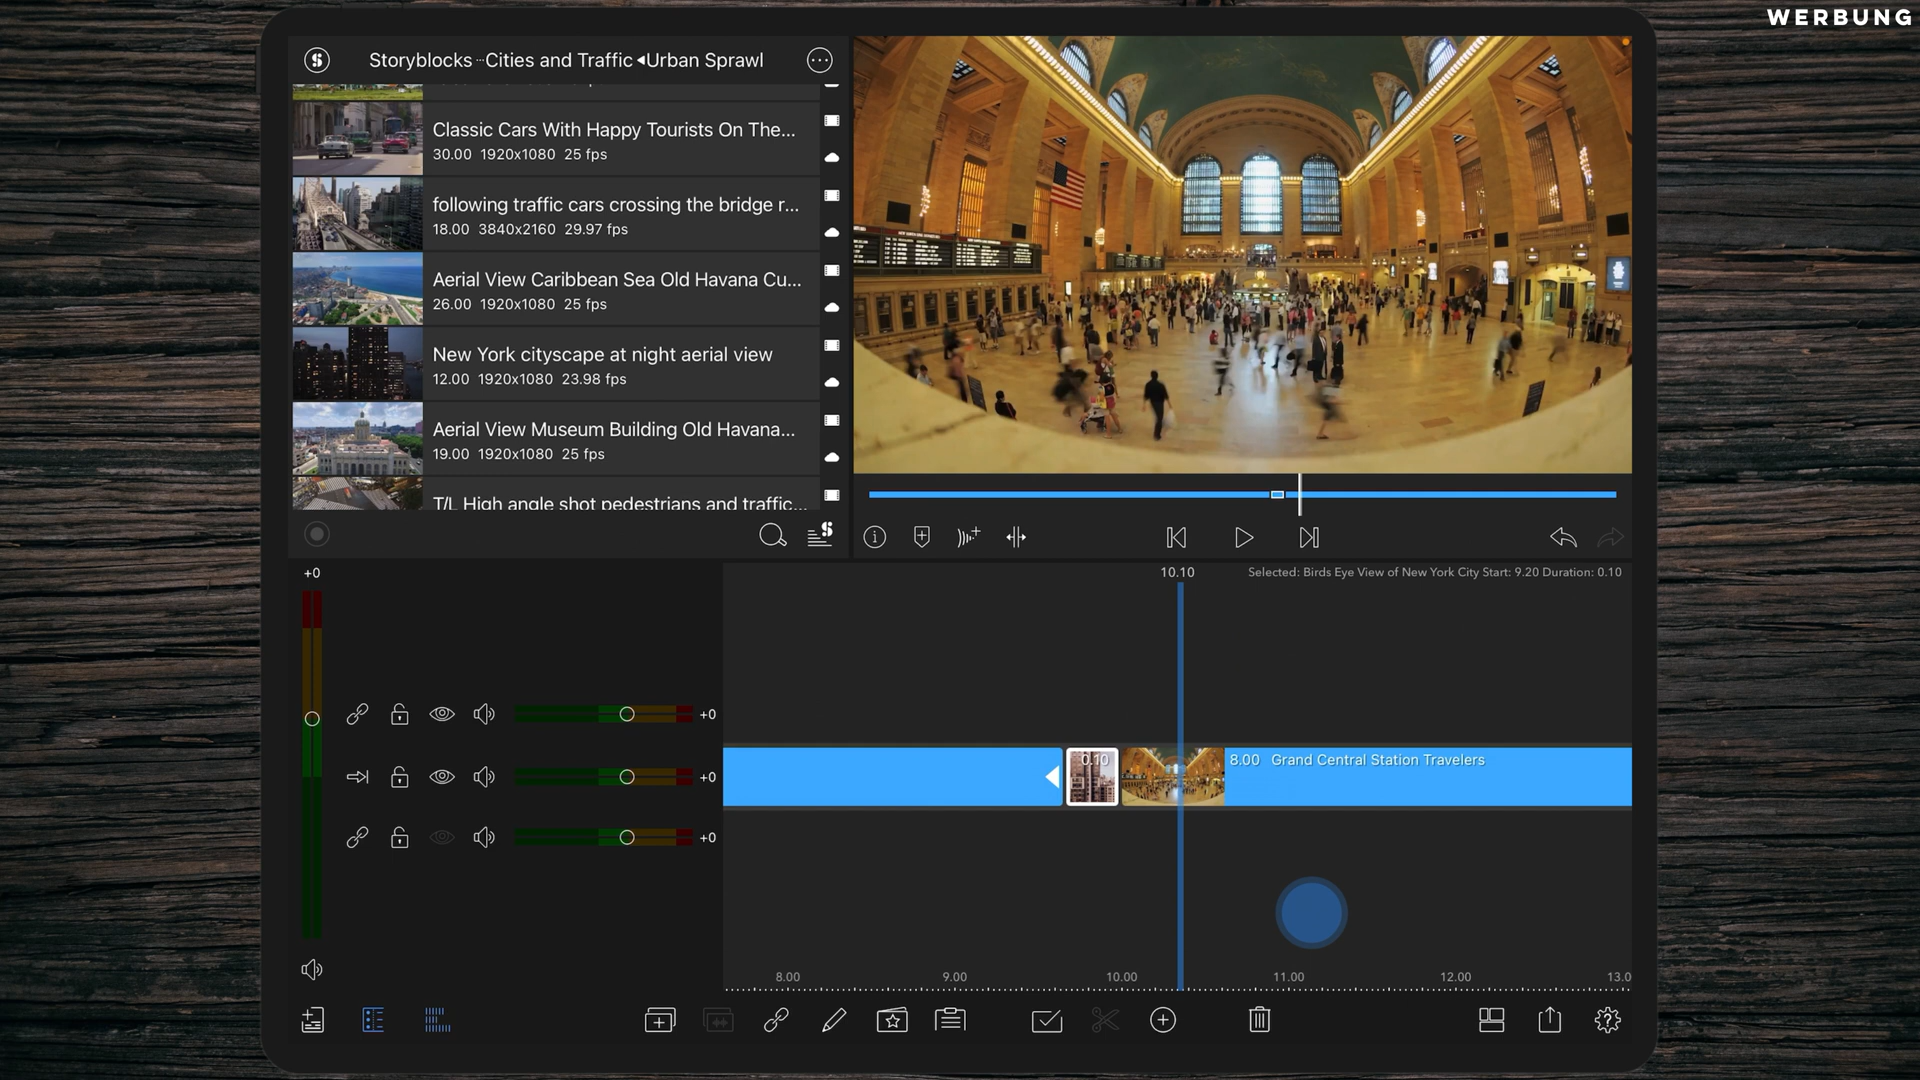 WERBUNG
Storyblocks ··· Cities and Traffic ◂Urban Sprawl
Classic Cars With Happy Tourists On The...
30.00 1920x1080 25 fps
following traffic cars crossing the bridge r...
18.00 3840x2160 29.97 fps
Aerial View Caribbean Sea Old Havana Cu...
26.00 1920x1080 25 fps
New York cityscape at night aerial view
12.00 1920x1080 23.98 fps
Aerial View Museum Building Old Havana...
19.00 1920x1080 25 fps
T/L High angle shot pedestrians and traffic...
+0
10.10
Selected: Birds Eye View of New York City Start: 9.20 Duration: 0.10
+0
0.10
8.00 Grand Central Station Travelers
+0
+0
8.00 9.00 10.00 11.00 12.00 13.0